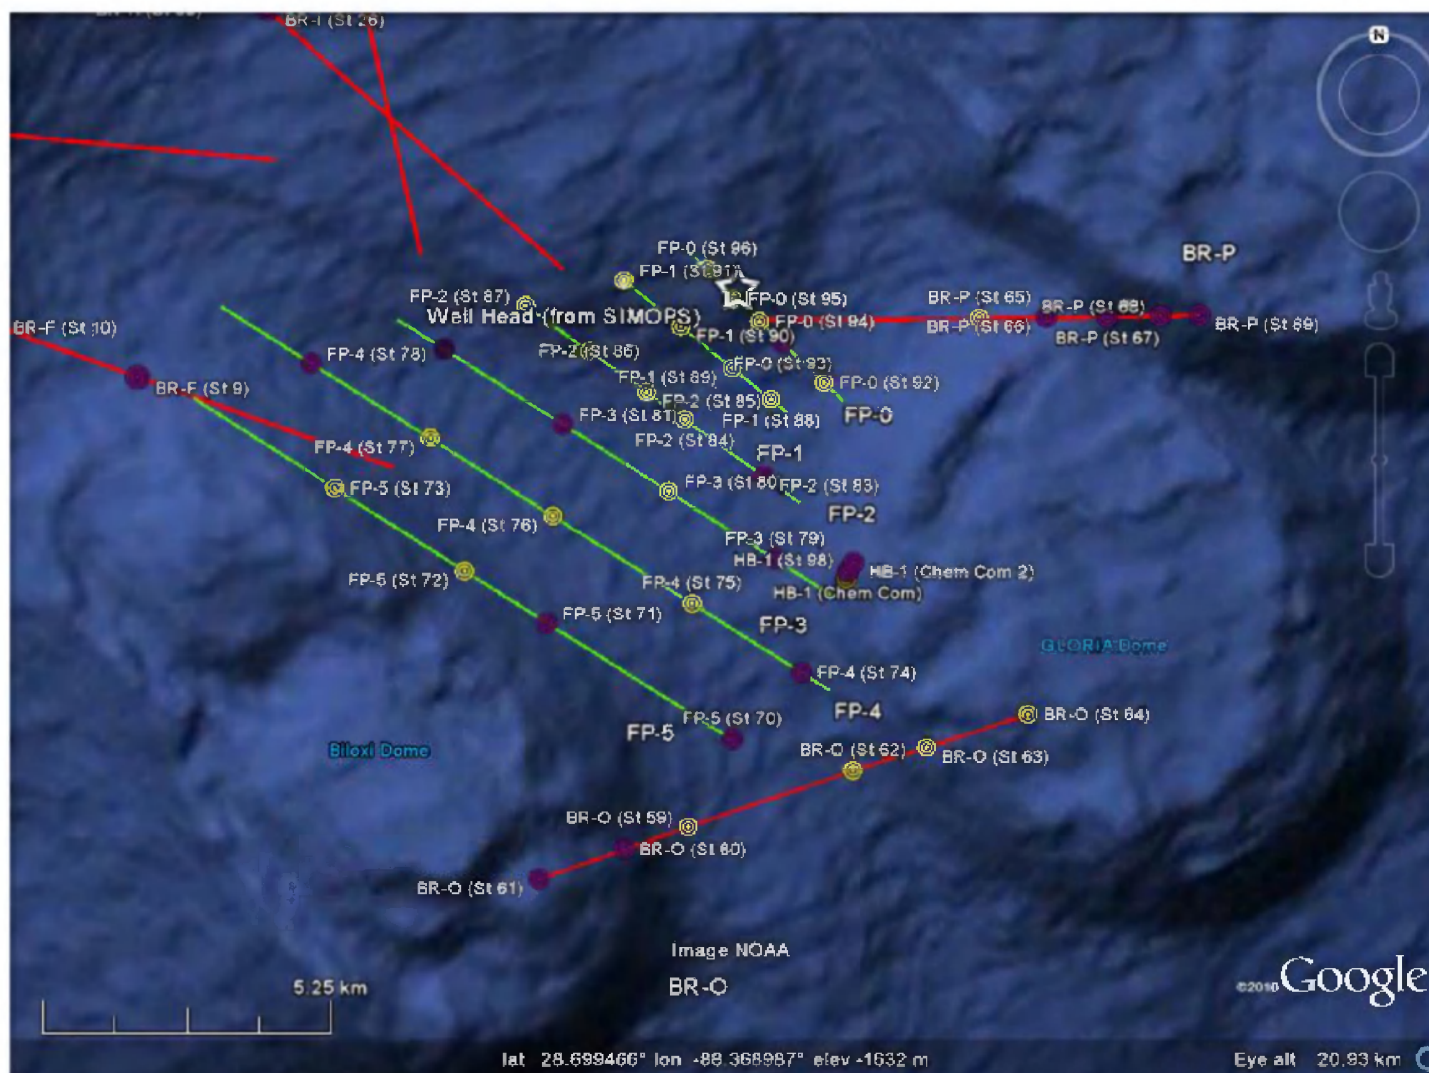 BR-I (St 26)
N
FP-0 (St 96)
BR-P
FP-1 (St 91)
FP-2 (St 87)
FP-0 (St 95)
BR-P (St 65)
BR-P (St 68)
Well Head (from SIMOPS)
BR-F (St 10)
FP-0 (St 94)
BR-P (St 66)
BR-P (St 67)
BR-P (St 69)
FP-1 (St 90)
FP-4 (St 78)
FP-2 (St 86)
FP-0 (St 93)
BR-F (St 9)
FP-1 (St 89)
FP-0 (St 92)
FP-2 (St 85)
FP-3 (St 81)
FP-1 (St 88)
FP-0
FP-4 (St 77)
FP-2 (St 84)
FP-1
FP-5 (St 73)
FP-3 (St 80)
FP-2 (St 83)
FP-2
FP-4 (St 76)
FP-3 (St 79)
HB-1 (St 98)
HB-1 (Chem Com 2)
FP-5 (St 72)
FP-4 (St 75)
HB-1 (Chem Com)
FP-5 (St 71)
FP-3
GLORIA Dome
FP-4 (St 74)
FP-4
FP-5 (St 70)
BR-O (St 64)
FP-5
Biloxi Dome
BR-O (St 62)
BR-O (St 63)
BR-O (St 59)
BR-O (St 60)
BR-O (St 61)
Image NOAA
BR-O
5.25 km
©2010 Google
lat 28.699466° lon -88.368987° elev -1632 m
Eye alt 20.93 km